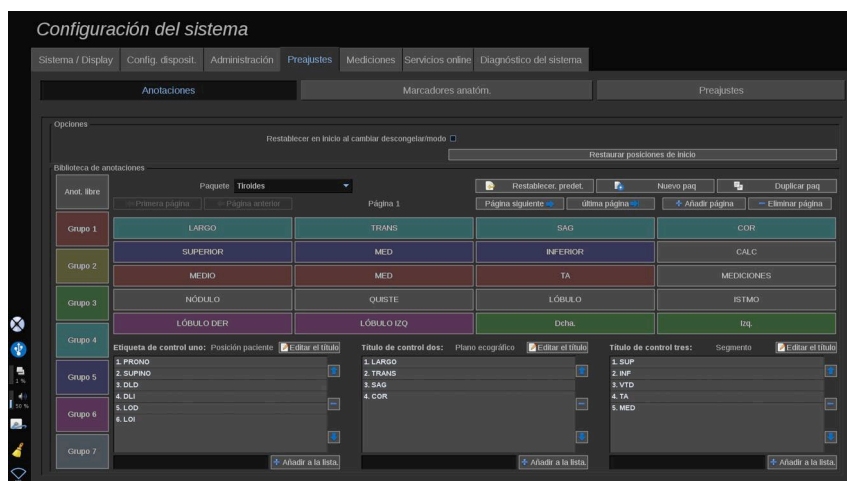 Configuración del sistema
Sistema / Display Config. disposit. Administración Preajustes Mediciones Servicios online Diagnóstico del sistema
Anotaciones Marcadores anatóm. Preajustes
Opciones
Restablecer en inicio al cambiar descongelar/modo
Restaurar posiciones de inicio
Biblioteca de anotaciones
Anot. libre Paquete Tiroides Restablecer. predet. Nuevo paq Duplicar paq
Primera página Página anterior Página 1 Página siguiente última página Añadir página Eliminar página
Grupo 1 LARGO TRANS SAG COR
SUPERIOR MED INFERIOR CALC
Grupo 2
MEDIO MED TA MEDICIONES
Grupo 3 NÓDULO QUISTE LÓBULO ISTMO
LÓBULO DER LÓBULO IZQ Dcha. Izq.
Grupo 4
Etiqueta de control uno: Posición paciente Editar el título Título de control dos: Plano ecográfico Editar el título Título de control tres: Segmento Editar el título
1. PRONO 1. LARGO 1. SUP
2. SUPINO 2. TRANS 2. INF
Grupo 5
3. DLD 3. SAG 3. VTD
1 %
4. DLI 4. COR 4. TA
5. LOD 5. MED
50 %
Grupo 6
6. LOI
Grupo 7
Añadir a la lista. Añadir a la lista. Añadir a la lista.